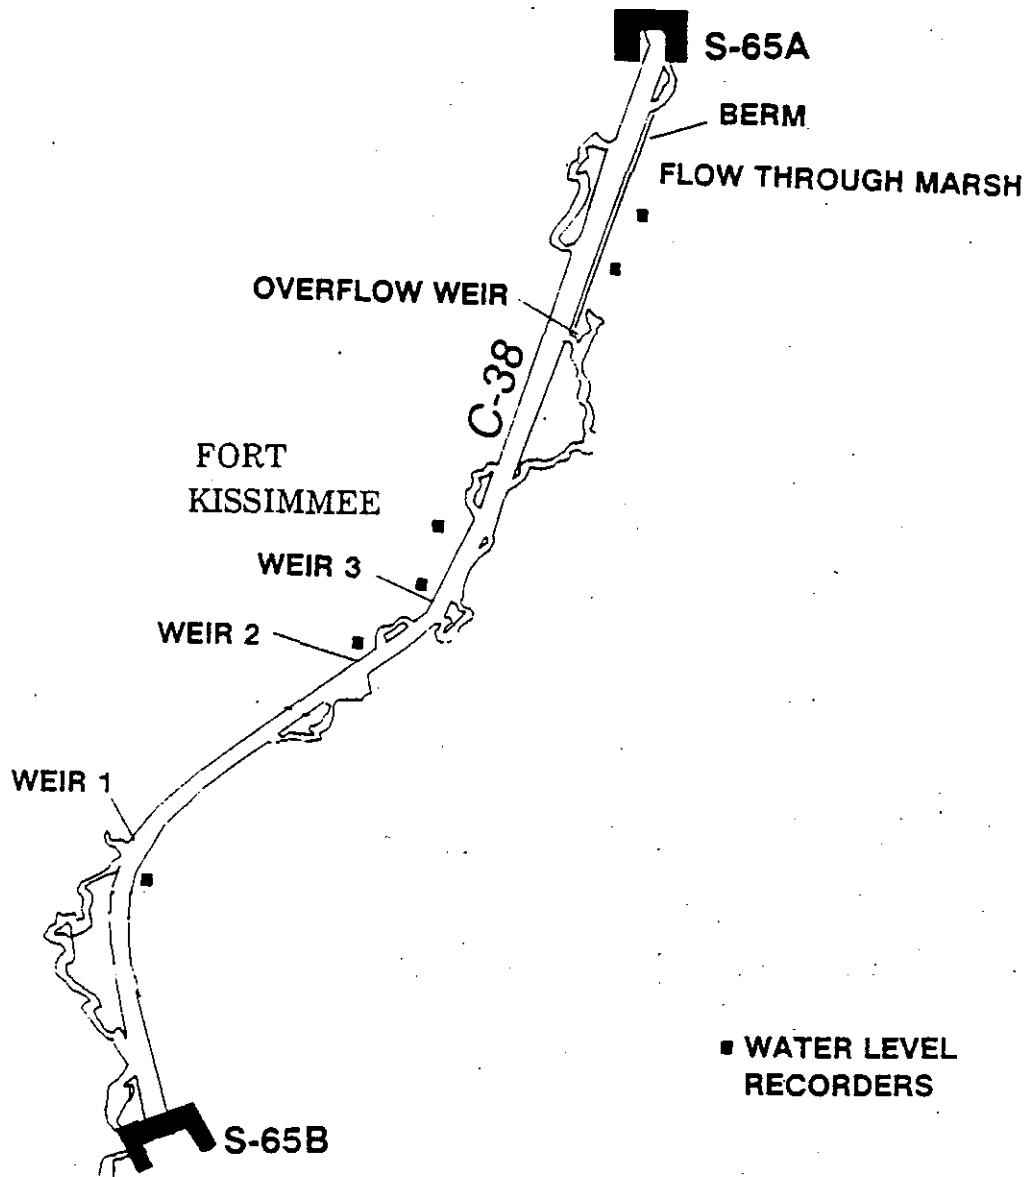 S-65A
BERM
FLOW THROUGH MARSH
OVERFLOW WEIR
C-38
FORT
KISSIMMEE
WEIR 3
WEIR 2
WEIR 1
WATER LEVEL
RECORDERS
S-65B